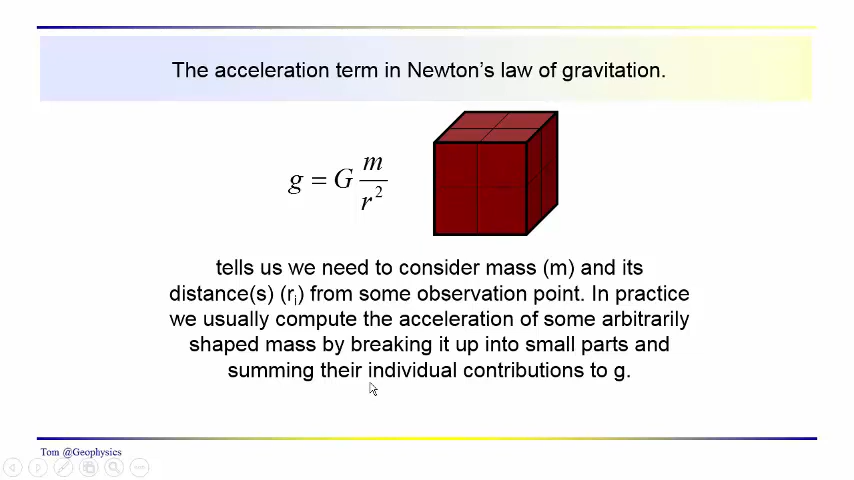 The acceleration term in Newton's law of gravitation.
g = G m/r²
tells us we need to consider mass (m) and its
distance(s) (rᵢ) from some observation point. In practice
we usually compute the acceleration of some arbitrarily
shaped mass by breaking it up into small parts and
summing their individual contributions to g.
Tom @Geophysics